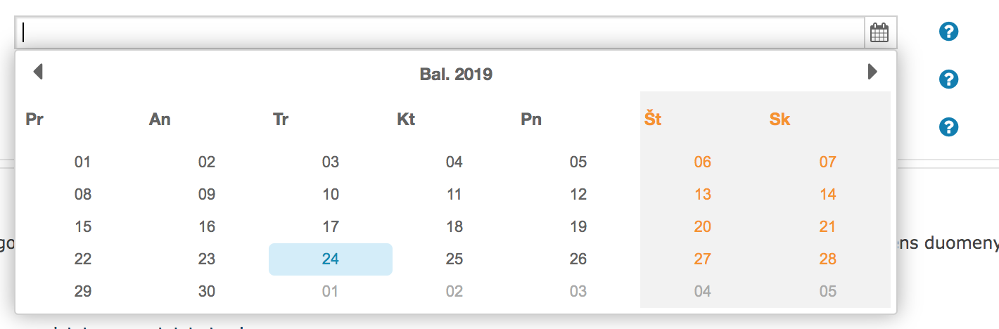 Bal. 2019
Pr An Tr Kt Pn Št Sk
01 02 03 04 05 06 07
08 09 10 11 12 13 14
15 16 17 18 19 20 21
go
ens duomeny
22 23 24 25 26 27 28
29 30 01 02 03 04 05